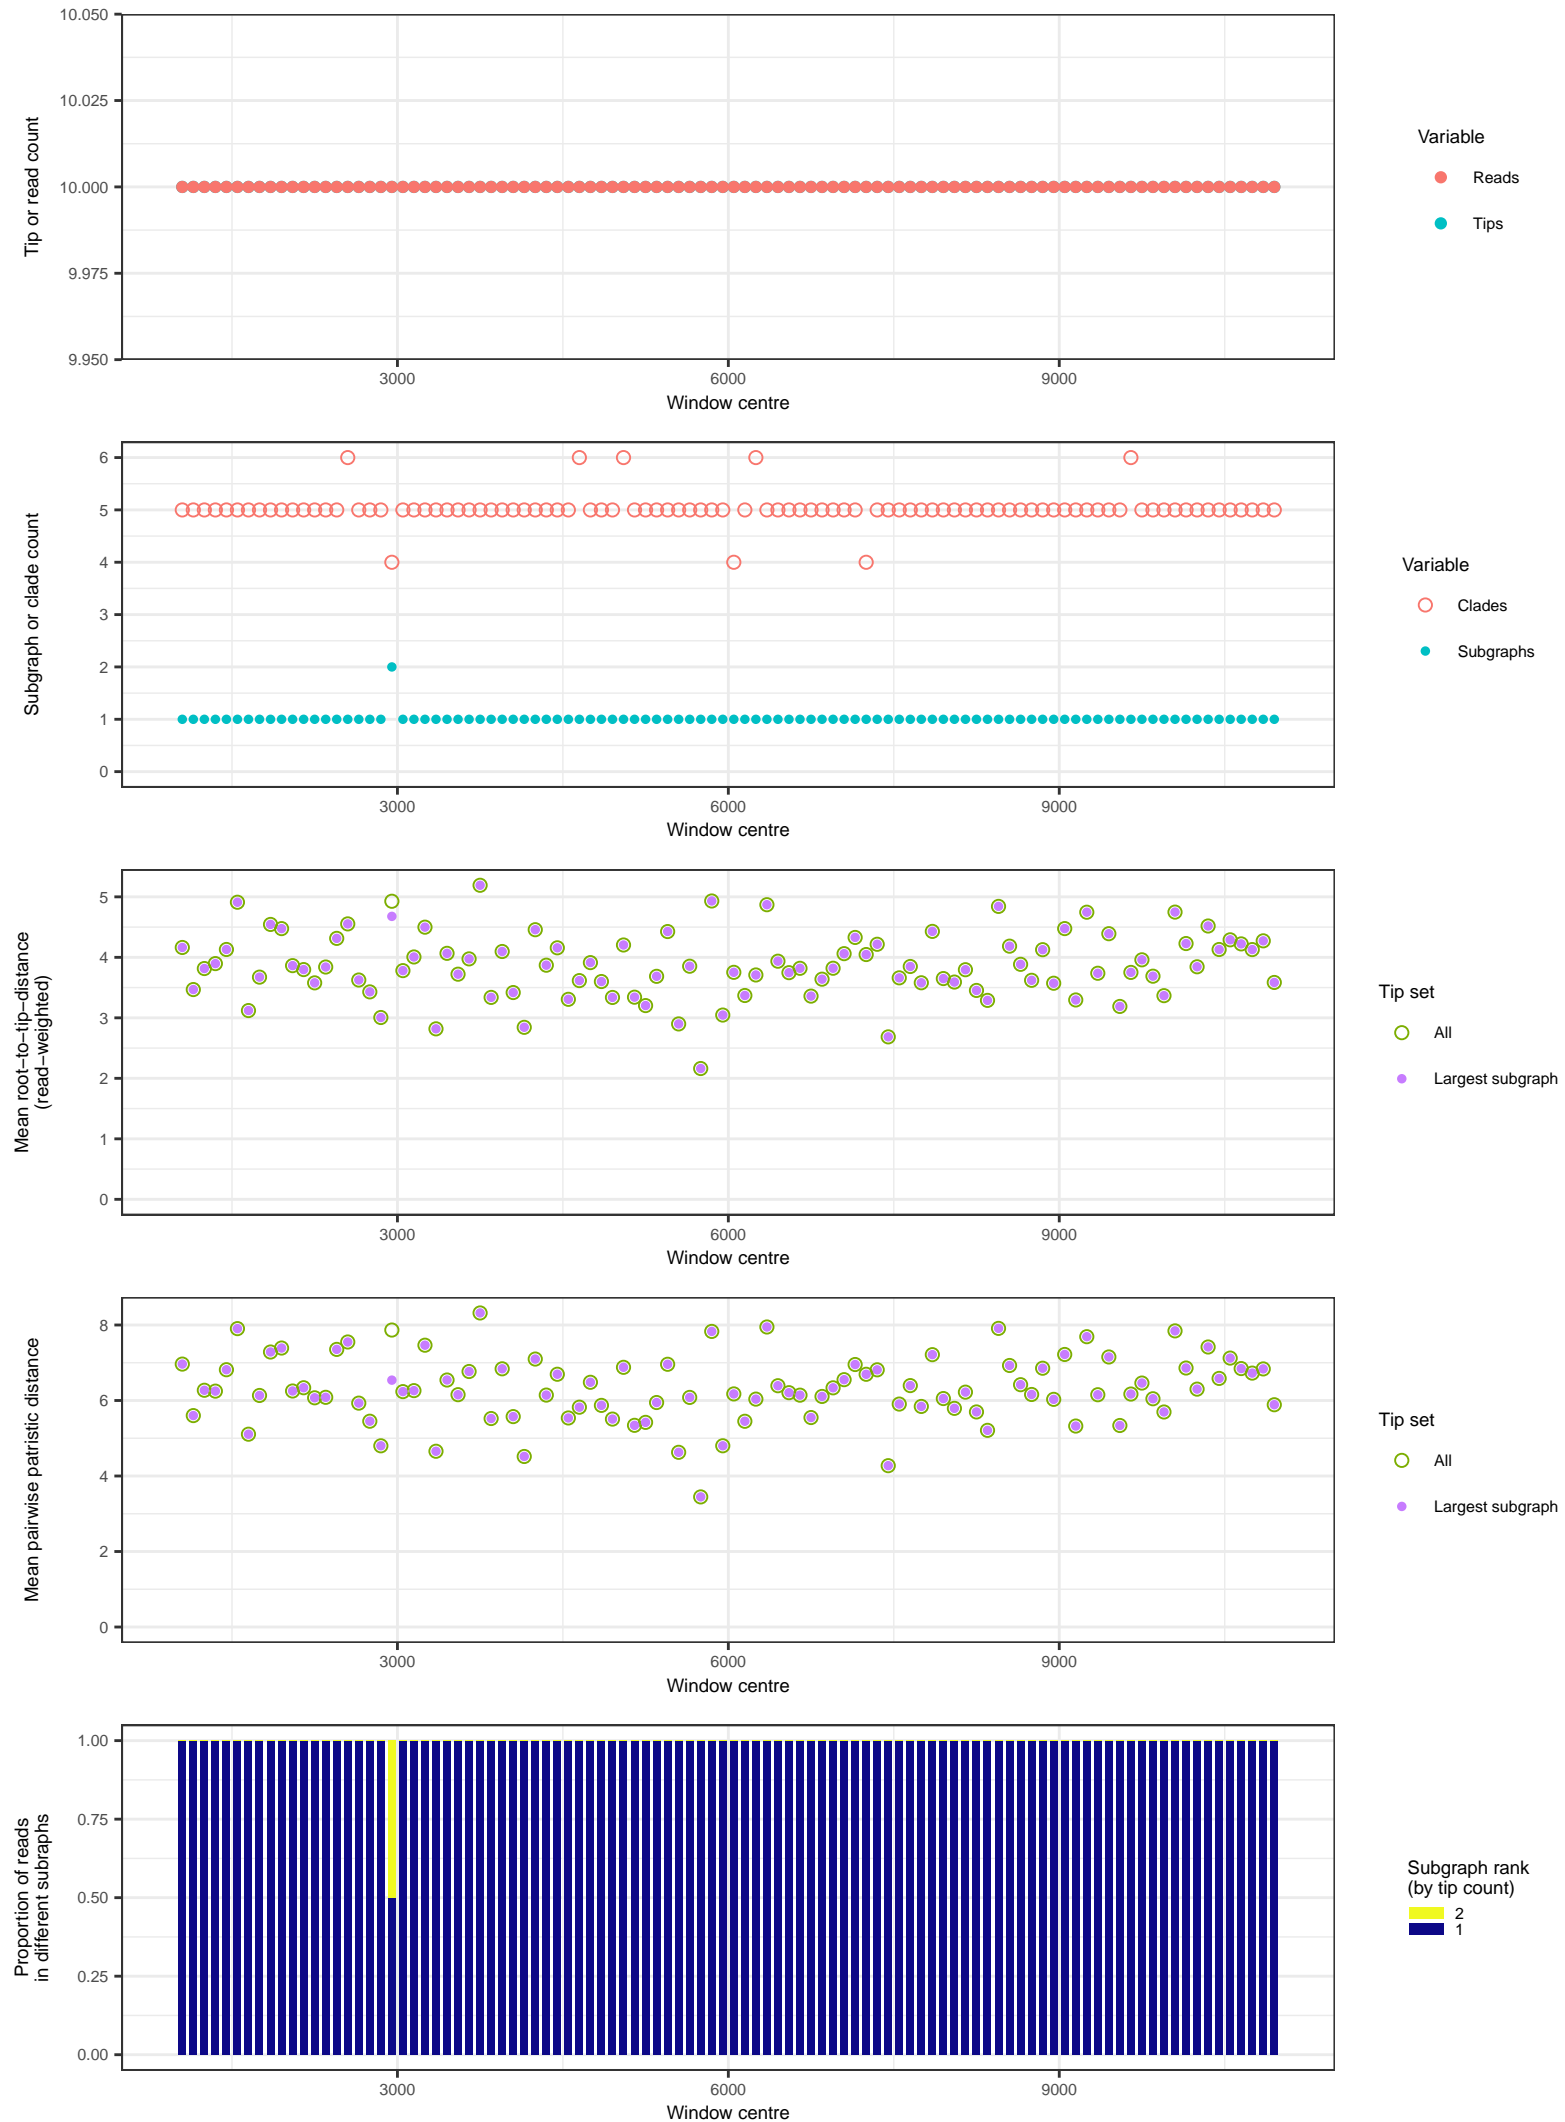 10.050
10.025
10.000
9.975
9.950
Tip or read count
3000 6000 9000
Window centre
Variable
Reads
Tips
6
5
4
3
2
1
0
Subgraph or clade count
3000 6000 9000
Window centre
Variable
Clades
Subgraphs
5
4
3
2
1
0
Mean root−to−tip−distance
(read−weighted)
3000 6000 9000
Window centre
Tip set
All
Largest subgraph
8
6
4
2
0
Mean pairwise patristic distance
3000 6000 9000
Window centre
Tip set
All
Largest subgraph
1.00
0.75
0.50
0.25
0.00
Proportion of reads
in different subraphs
3000 6000 9000
Window centre
Subgraph rank
(by tip count)
2
1